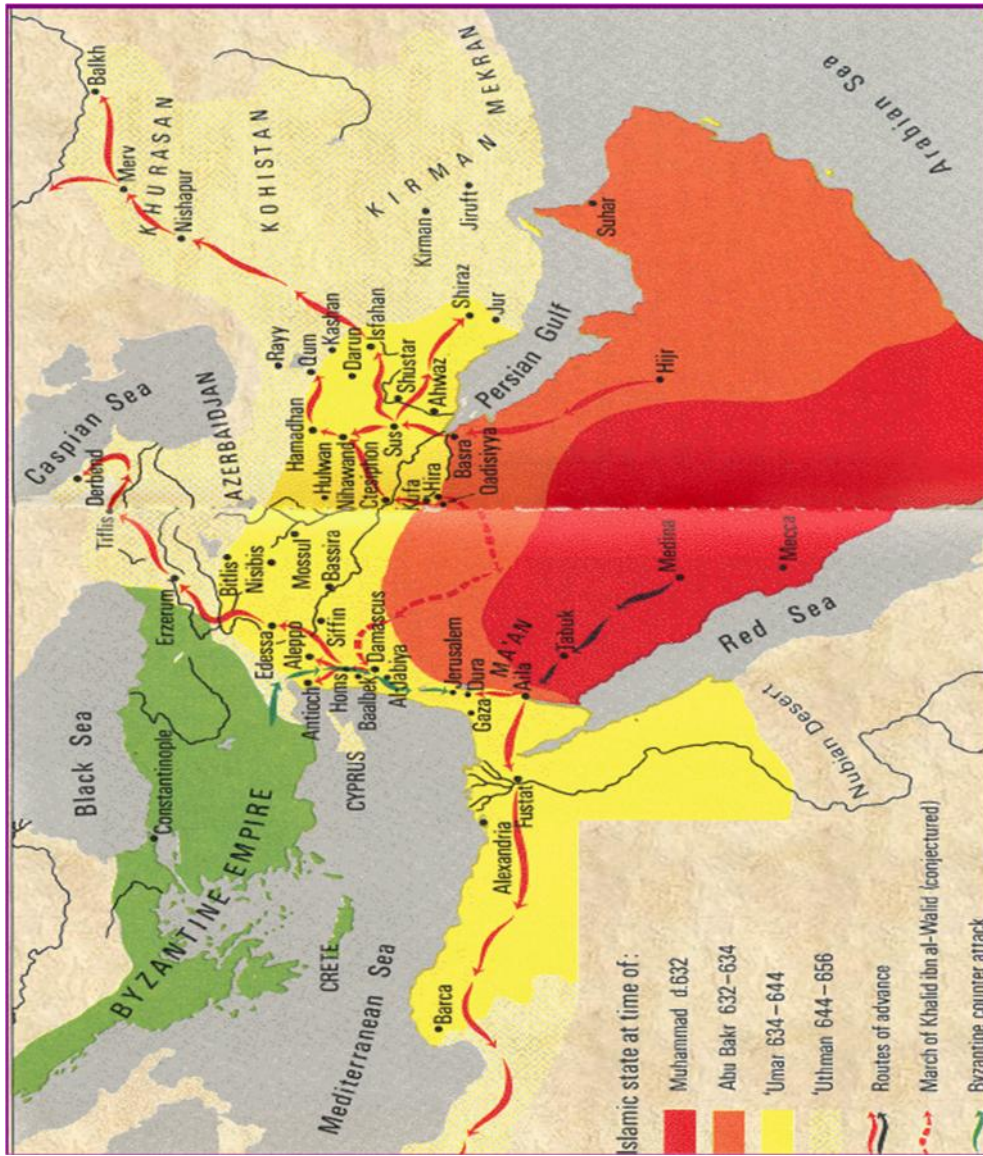 Black Sea
Caspian Sea
Constantinople
BYZANTINE EMPIRE
CRETE
CYPRUS
Mediterranean Sea
Erzerum
Tiflis
Derbend
AZERBAIDJAN
Bitlis
Nisibis
Mossul
Bassira
Edessa
Aleppo
Siffin
Antioch
Homs
Baalbek
Damascus
Jerusalem
Dura
Gaza
MA'AN
Aila
Tabuk
Medina
Mecca
Red Sea
Nubian Desert
Alexandria
Fustat
Barca
Hamadhan
Hulwan
Nihawand
Ctesiption
Kufa
Hira
Qadisiyya
Basra
Sus
Shustar
Ahwaz
Rayy
Qum
Kashan
Darup
Isfahan
Shiraz
Jur
Persian Gulf
Hijr
Suhar
Kirman
Jiruft
KIRMAN
MEKRAN
KOHISTAN
KHURASAN
Nishapur
Merv
Balkh
Arabian Sea
Islamic state at time of :
Muhammad d.632
Abu Bakr 632–634
'Umar 634–644
'Uthman 644–656
Routes of advance
March of Khalid ibn al-Walid (conjectured)
Byzantine counter attack